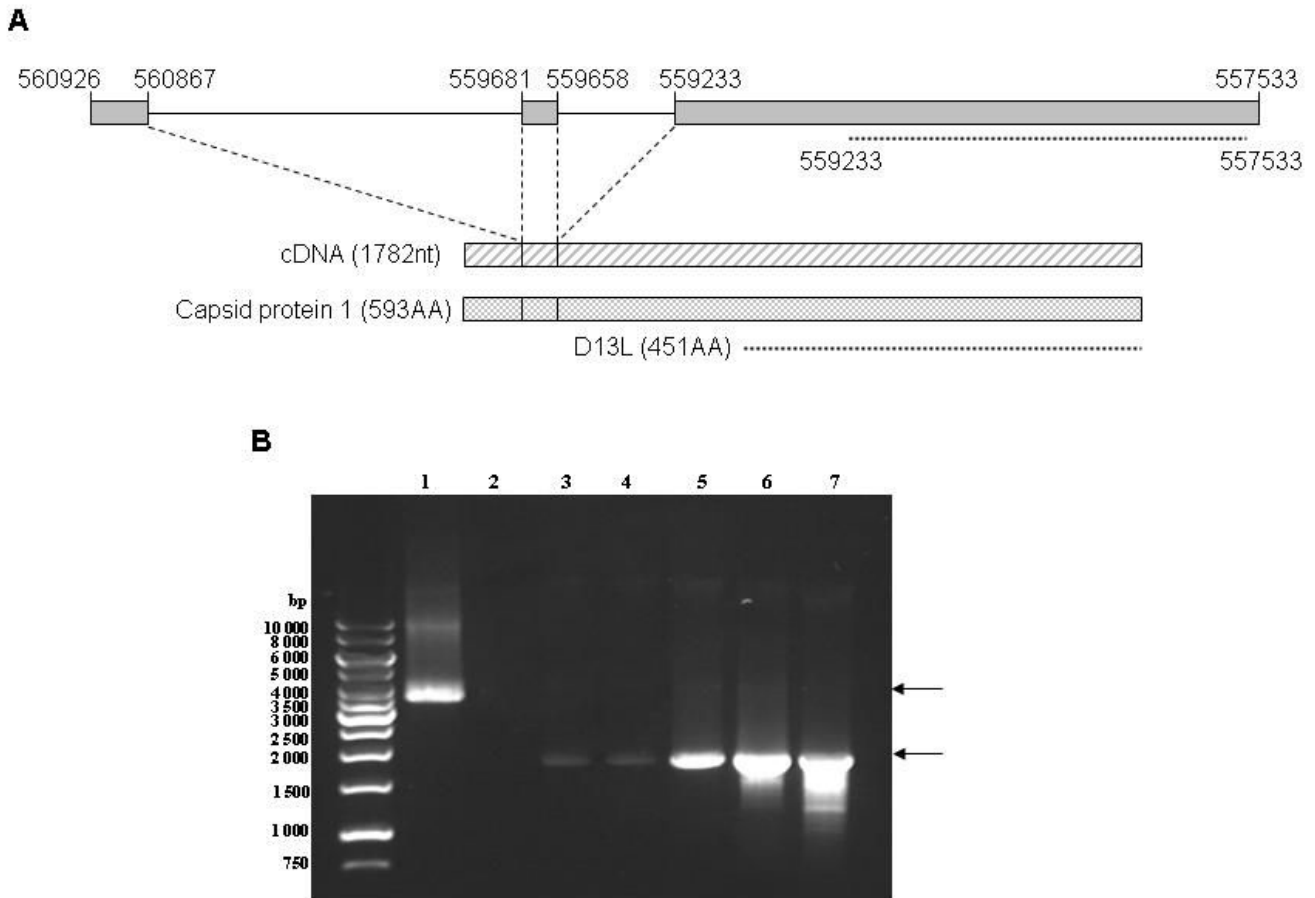 A
560926 560867 559681 559658 559233 557533
559233 557533
cDNA (1782nt)
Capsid protein 1 (593AA)
D13L (451AA)
B
1 2 3 4 5 6 7
bp
10 000
8 000
6 000
5 000
4 000
3 500
3 000
2 500
2 000
1 500
1 000
750